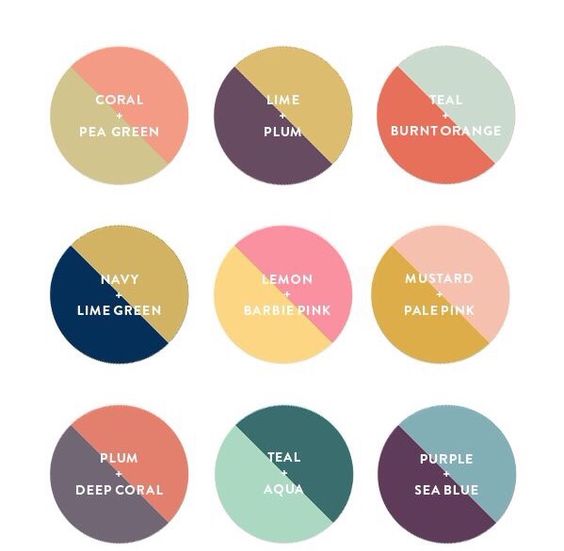 CORAL
+
PEA GREEN
LIME
+
PLUM
TEAL
+
BURNT ORANGE
NAVY
+
LIME GREEN
LEMON
+
BARBIE PINK
MUSTARD
+
PALE PINK
PLUM
+
DEEP CORAL
TEAL
+
AQUA
PURPLE
+
SEA BLUE